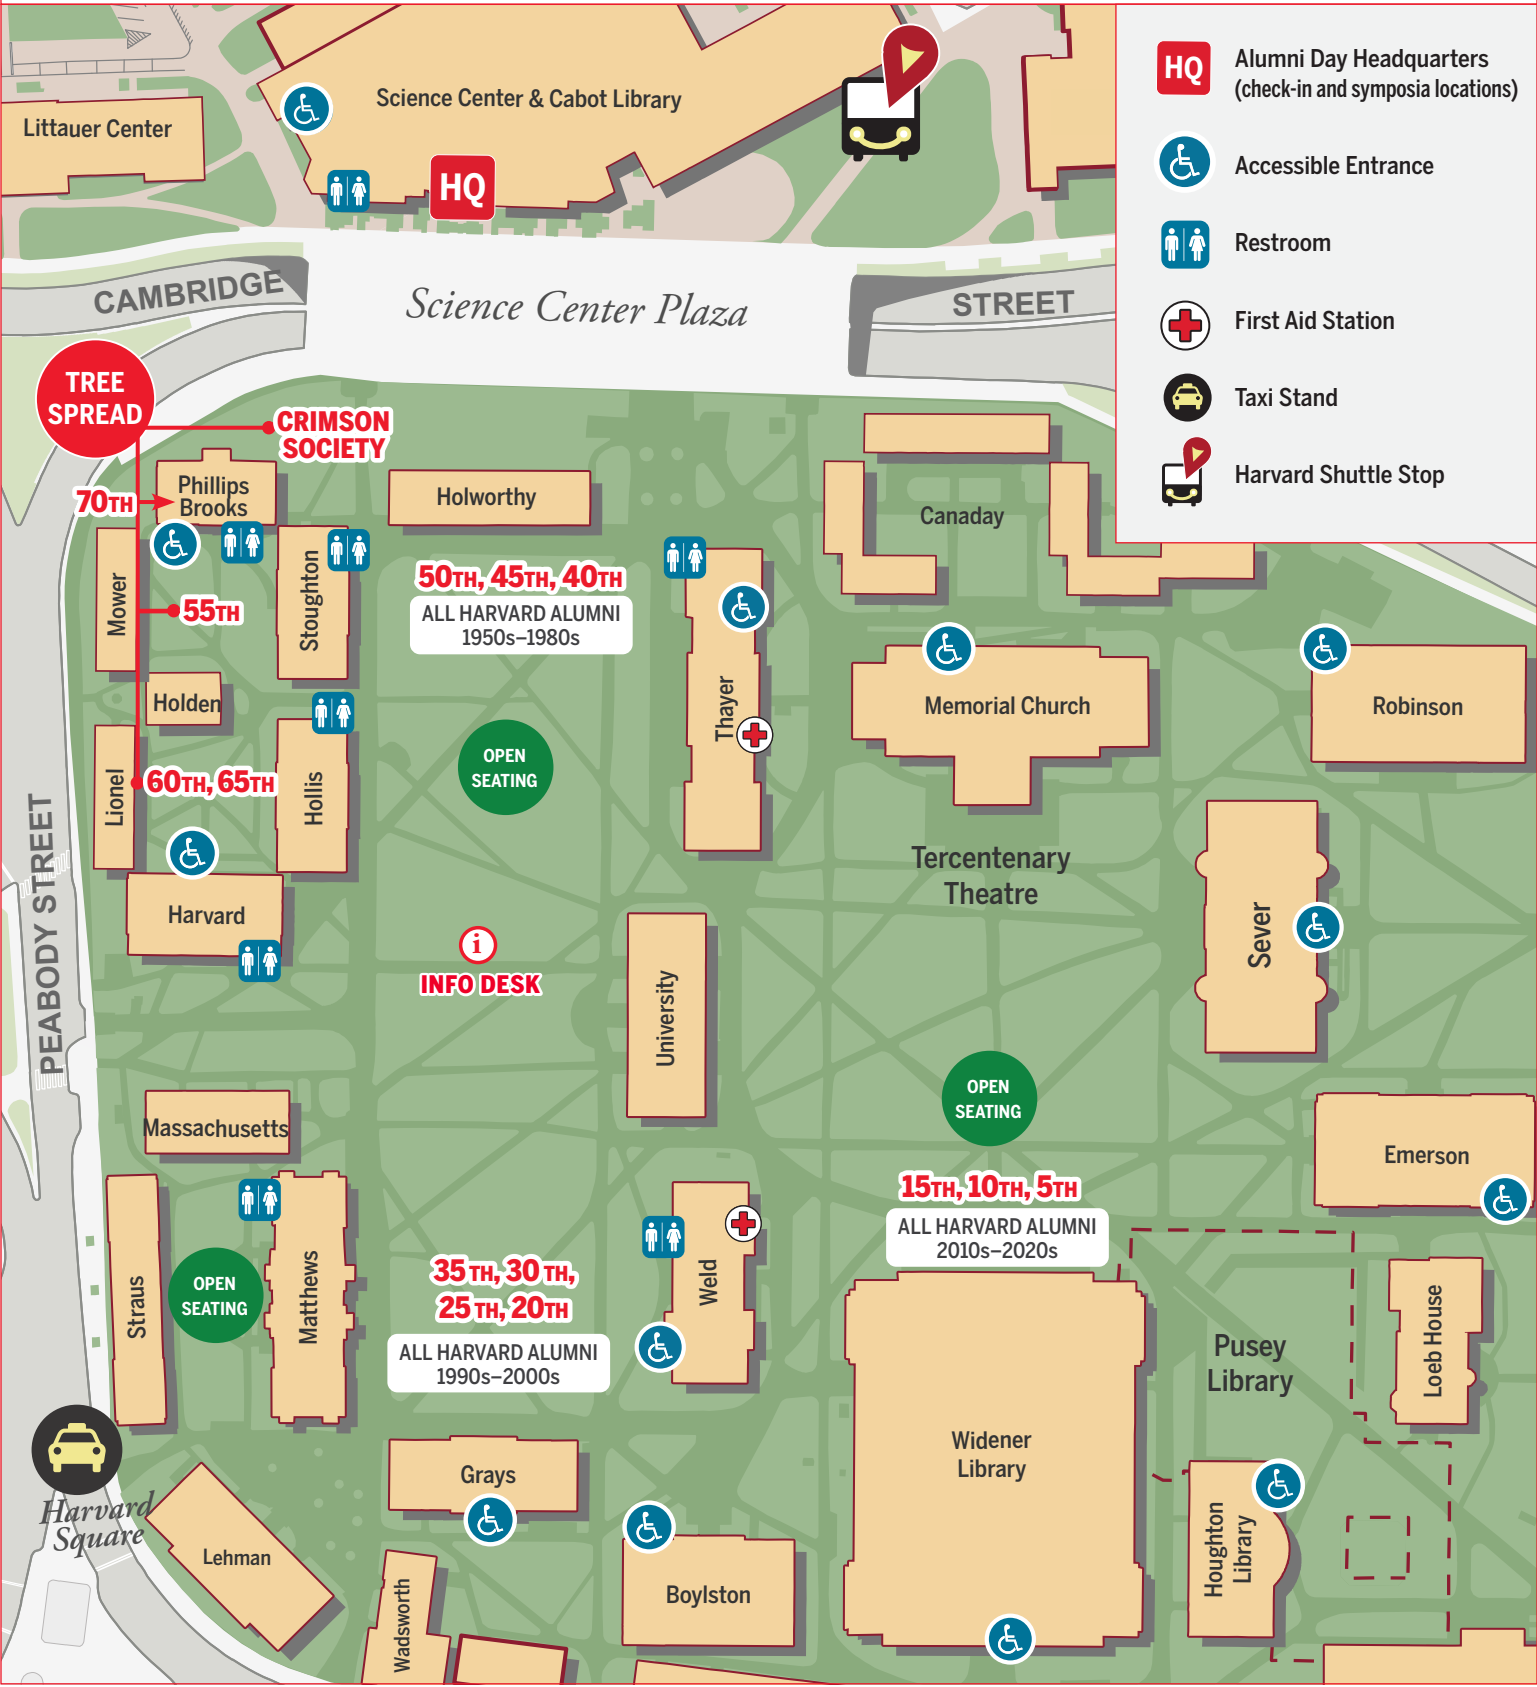 HQ
Alumni Day Headquarters
(check-in and symposia locations)
Accessible Entrance
Restroom
First Aid Station
Taxi Stand
Harvard Shuttle Stop
Littauer Center
Science Center & Cabot Library
HQ
CAMBRIDGE
Science Center Plaza
STREET
TREE
SPREAD
CRIMSON
SOCIETY
70TH
Phillips
Brooks
Holworthy
Canaday
Mower
Stoughton
55TH
50TH, 45TH, 40TH
ALL HARVARD ALUMNI
1950s–1980s
Holden
Thayer
Memorial Church
Robinson
OPEN
SEATING
Lionel
60TH, 65TH
Hollis
Tercentenary
Theatre
PEABODY STREET
Harvard
i
INFO DESK
University
Sever
OPEN
SEATING
Massachusetts
Emerson
15TH, 10TH, 5TH
ALL HARVARD ALUMNI
2010s–2020s
Straus
OPEN
SEATING
Matthews
35TH, 30TH,
25TH, 20TH
ALL HARVARD ALUMNI
1990s–2000s
Weld
Pusey
Library
Loeb House
Widener
Library
Harvard
Square
Grays
Lehman
Wadsworth
Boylston
Houghton
Library